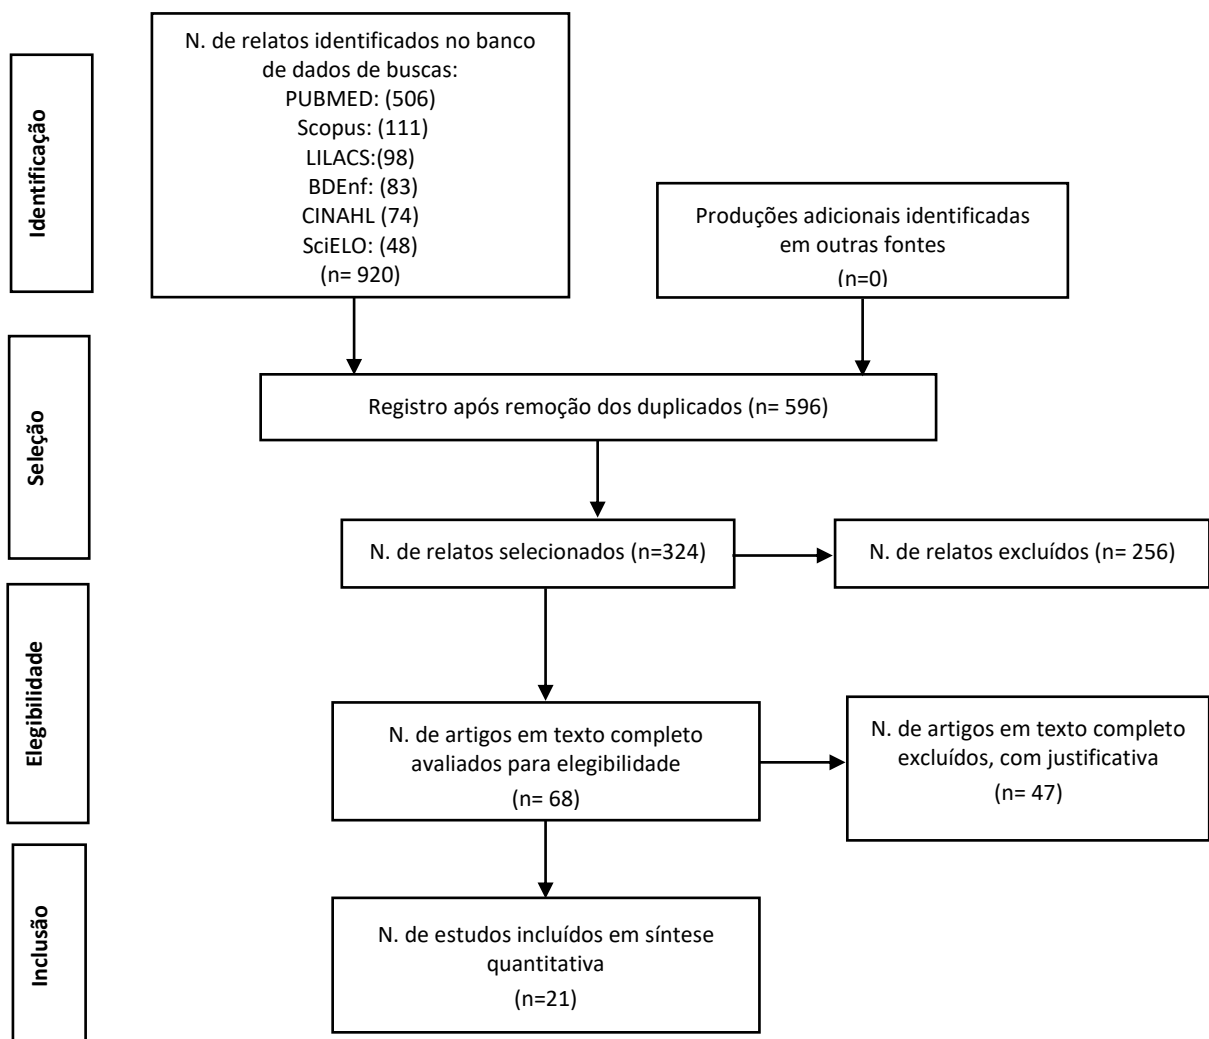 Identificação
N. de relatos identificados no banco
de dados de buscas:
PUBMED: (506)
Scopus: (111)
LILACS:(98)
BDEnf: (83)
CINAHL (74)
SciELO: (48)
(n= 920)
Produções adicionais identificadas
em outras fontes
(n=0)
Seleção
Registro após remoção dos duplicados (n= 596)
N. de relatos selecionados (n=324)
N. de relatos excluídos (n= 256)
Elegibilidade
N. de artigos em texto completo
avaliados para elegibilidade
(n= 68)
N. de artigos em texto completo
excluídos, com justificativa
(n= 47)
Inclusão
N. de estudos incluídos em síntese
quantitativa
(n=21)